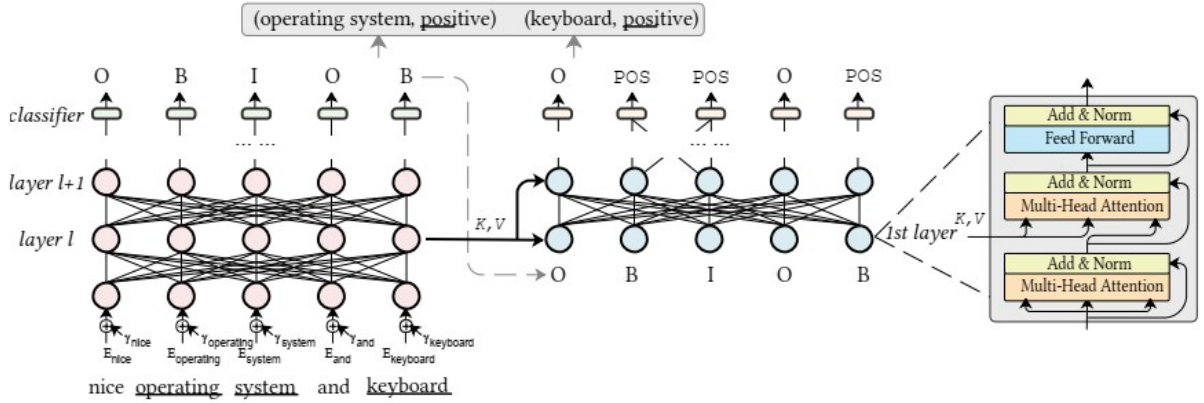 (operating system, positive) (keyboard, positive)
O B I O B O POS POS O POS
classifier
... ... ... ...
layer l+1
layer l
K, V
1st layer K, V
O B I O B
Add & Norm
Feed Forward
Add & Norm
Multi-Head Attention
Add & Norm
Multi-Head Attention
γnice γoperating γsystem γand γkeyboard
Enice Eoperating Esystem Eand Ekeyboard
nice operating system and keyboard